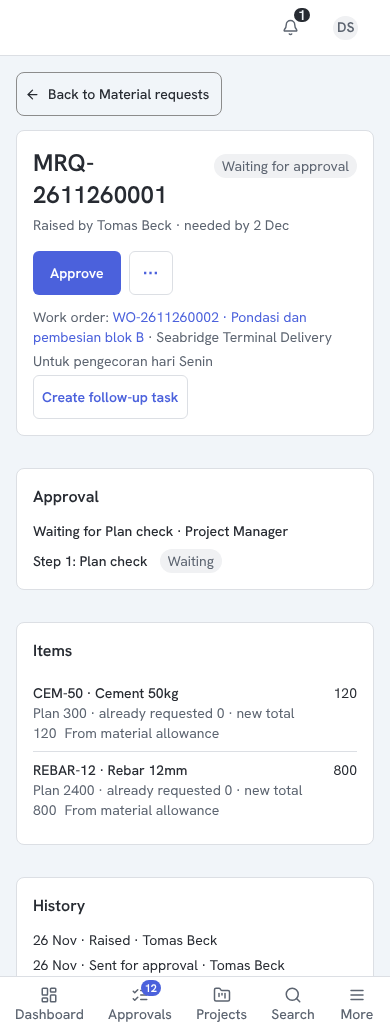 1
DS
Back to Material requests
MRQ-
2611260001
Waiting for approval
Raised by Tomas Beck · needed by 2 Dec
Approve
···
Work order: WO-2611260002 · Pondasi dan
pembesian blok B · Seabridge Terminal Delivery
Untuk pengecoran hari Senin
Create follow-up task
Approval
Waiting for Plan check · Project Manager
Step 1: Plan check Waiting
Items
CEM-50 · Cement 50kg 120
Plan 300 · already requested 0 · new total
120 From material allowance
REBAR-12 · Rebar 12mm 800
Plan 2400 · already requested 0 · new total
800 From material allowance
History
26 Nov · Raised · Tomas Beck
26 Nov · Sent for approval · Tomas Beck
12
Dashboard Approvals Projects Search More